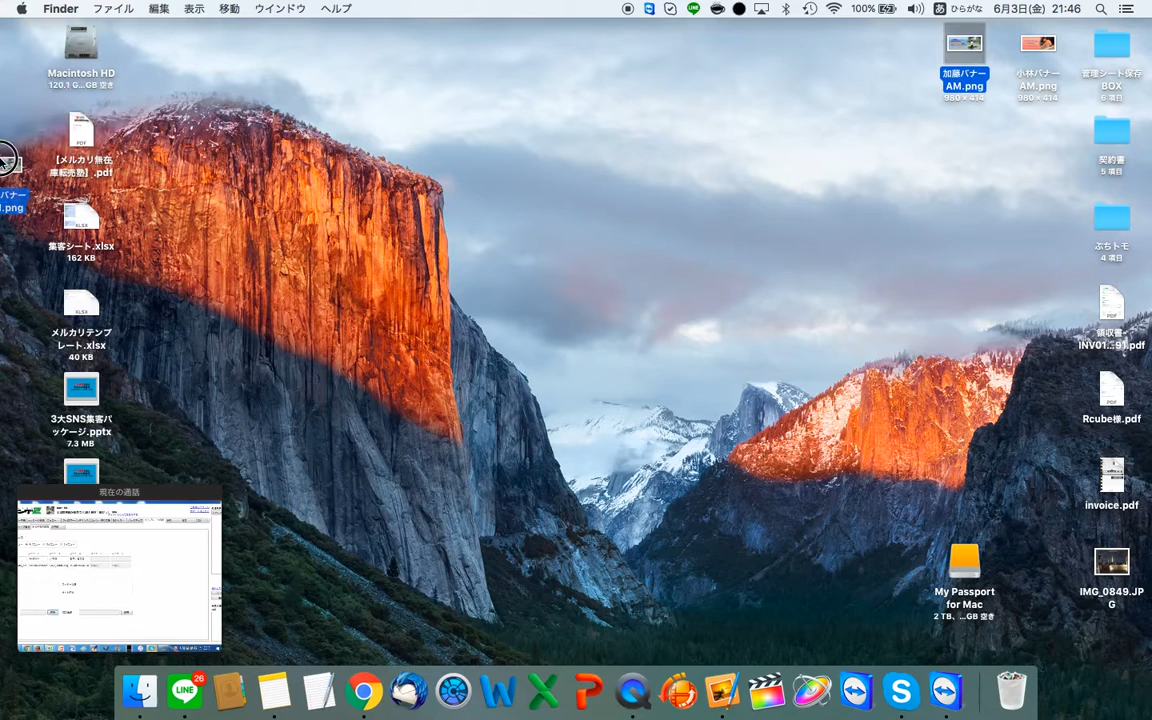 Finder ファイル 編集 表示 移動 ウインドウ ヘルプ
100% あ ひらがな 6月3日(金) 21:46
Macintosh HD
120.1 G...GB 空き
PDF
【メルカリ無在
庫転売塾】.pdf
バナー
.png
XLSX
集客シート.xlsx
162 KB
XLSX
メルカリテンプ
レート.xlsx
40 KB
3大SNS集客パ
ッケージ.pptx
7.3 MB
現在の通話
加藤バナー
AM.png
980 × 414
小林バナー
AM.png
980 × 414
管理シート保存
BOX
6 項目
契約書
5 項目
ぷちトモ
4 項目
領収書-
INV01...91.pdf
PDF
Rcube様.pdf
invoice.pdf
My Passport
for Mac
2 TB、...GB 空き
IMG_0849.JP
G
LINE
26